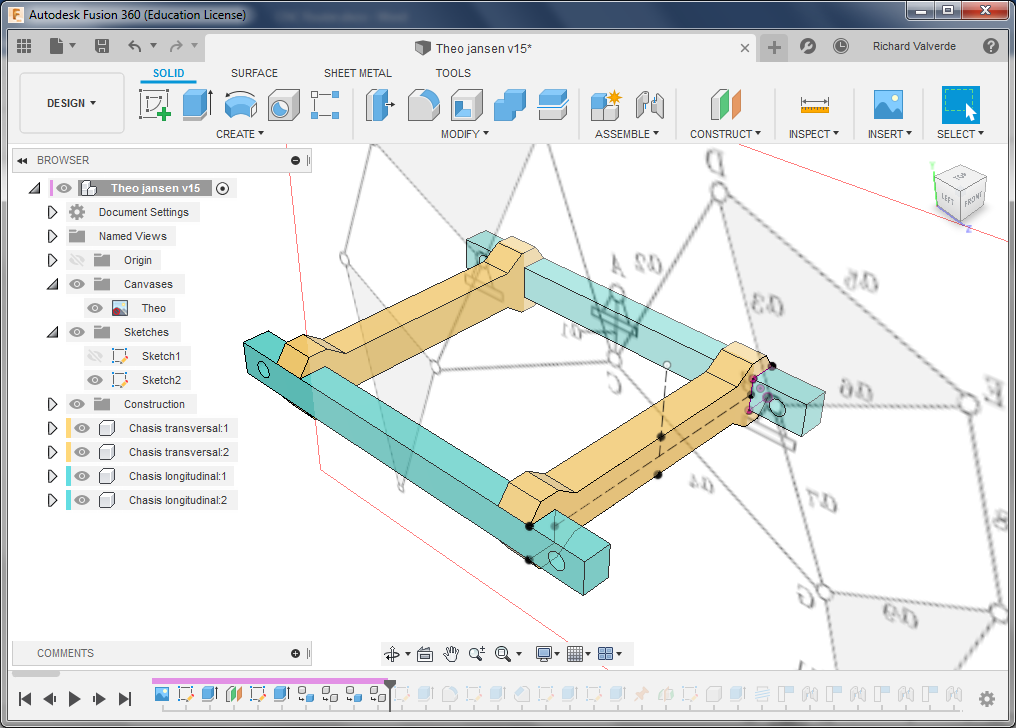 Autodesk Fusion 360 (Education License)
Theo jansen v15*
Richard Valverde
SOLID SURFACE SHEET METAL TOOLS
DESIGN
CREATE MODIFY ASSEMBLE CONSTRUCT INSPECT INSERT SELECT
BROWSER
TOP
LEFT FRONT
Y
Z
Theo jansen v15
Document Settings
Named Views
Origin
Canvases
Theo
Sketches
Sketch1
Sketch2
Construction
Chasis transversal:1
Chasis transversal:2
Chasis longitudinal:1
Chasis longitudinal:2
D
A
C
G
COMMENTS